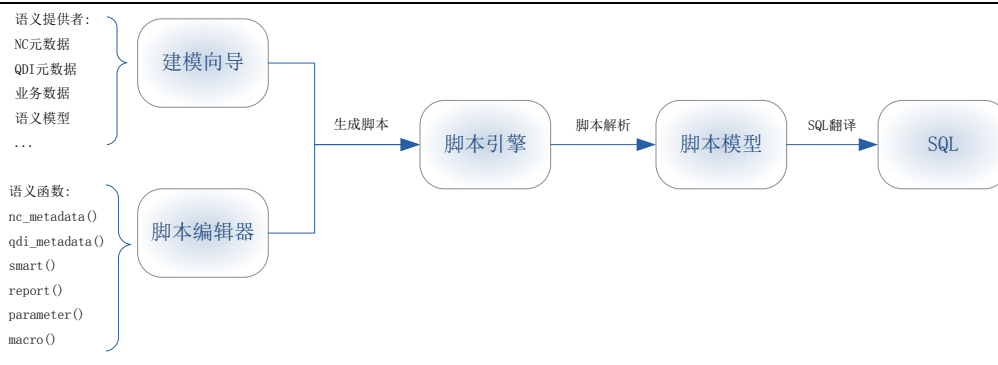 语义提供者:
NC元数据
QDI元数据
业务数据
语义模型
...
建模向导
语义函数:
nc_metadata()
qdi_metadata()
smart()
report()
parameter()
macro()
脚本编辑器
生成脚本
脚本引擎
脚本解析
脚本模型
SQL翻译
SQL